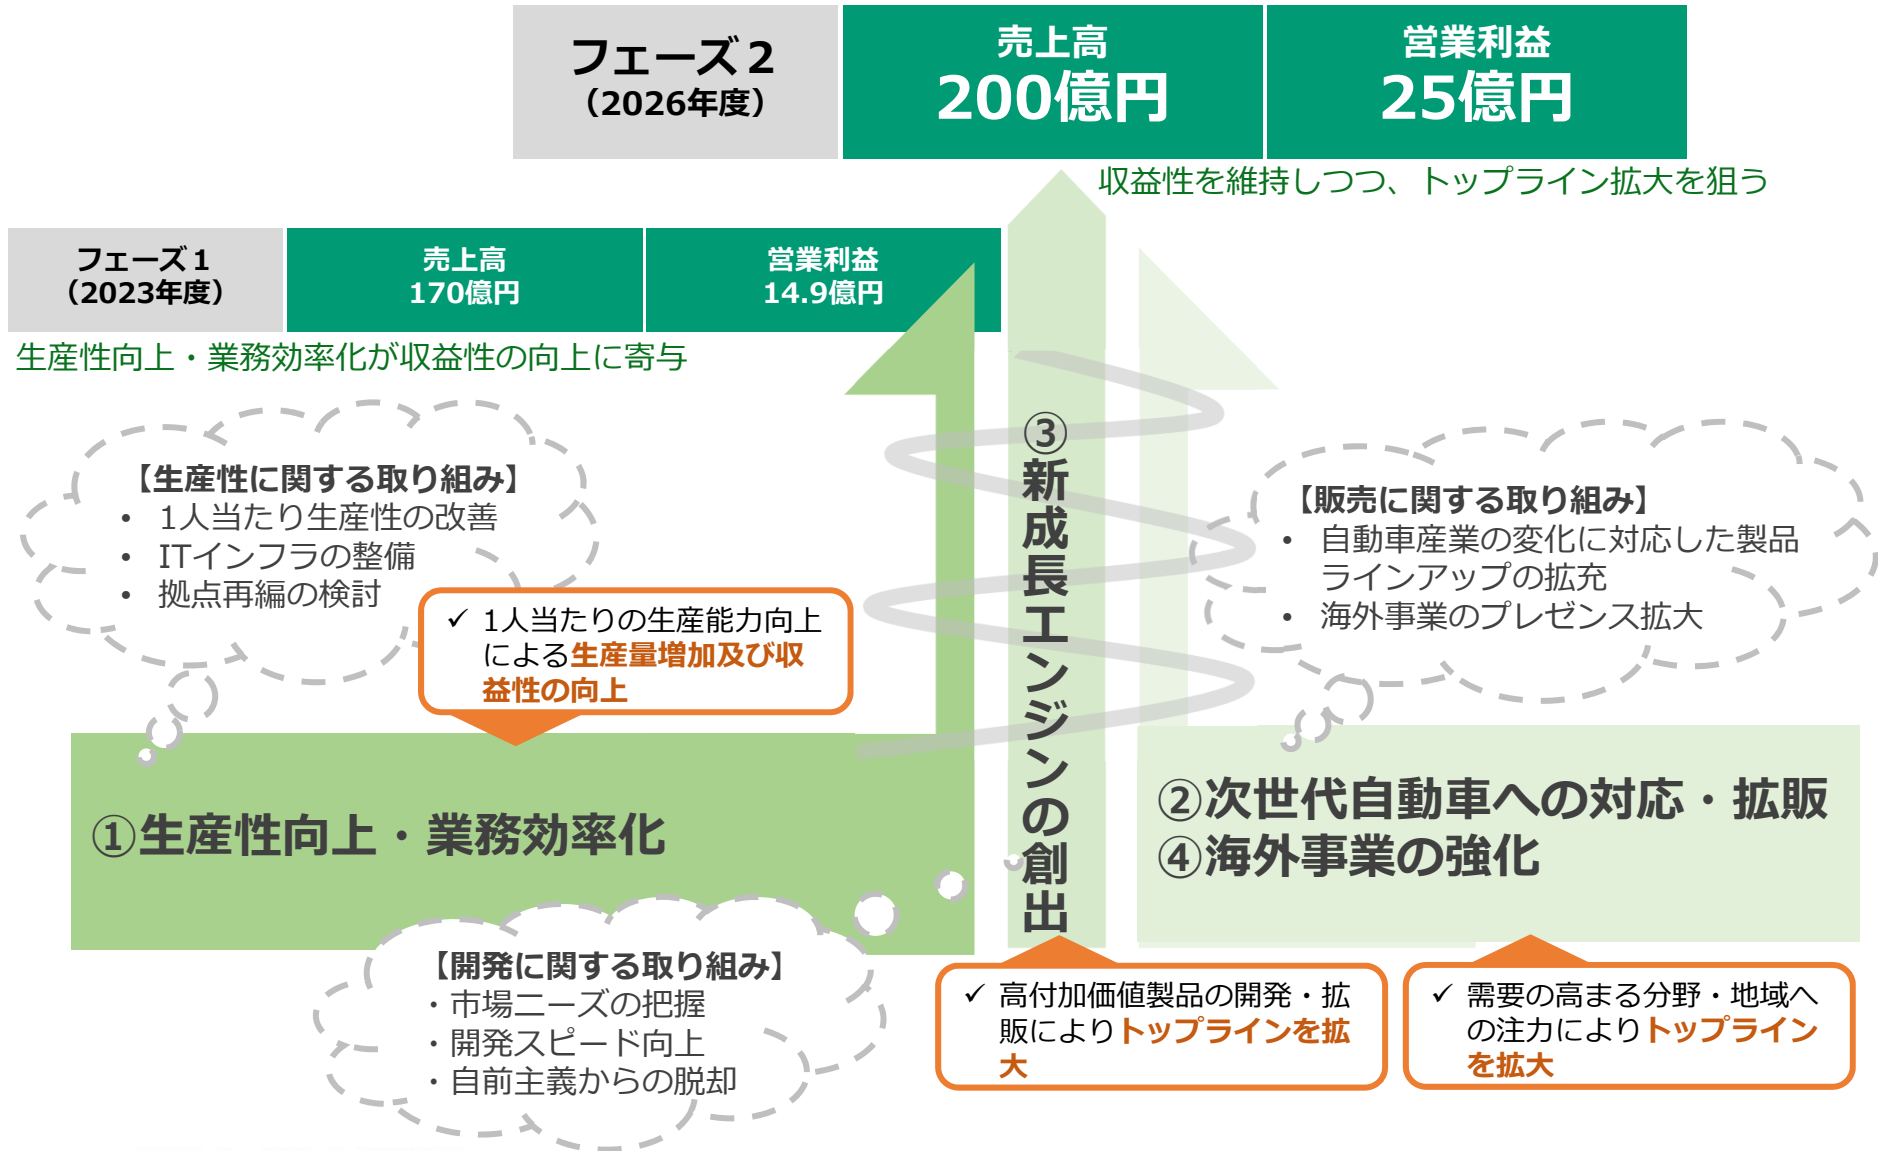 フェーズ２
（2026年度）
売上高
200億円
営業利益
25億円
収益性を維持しつつ、トップライン拡大を狙う
フェーズ１
（2023年度）
売上高
170億円
営業利益
14.9億円
生産性向上・業務効率化が収益性の向上に寄与
【生産性に関する取り組み】
• 1人当たり生産性の改善
• ITインフラの整備
• 拠点再編の検討
✓ 1人当たりの生産能力向上
による生産量増加及び収
益性の向上
①生産性向上・業務効率化
③新成長エンジンの創出
【販売に関する取り組み】
• 自動車産業の変化に対応した製品
ラインアップの拡充
• 海外事業のプレゼンス拡大
②次世代自動車への対応・拡販
④海外事業の強化
【開発に関する取り組み】
・市場ニーズの把握
・開発スピード向上
・自前主義からの脱却
✓ 高付加価値製品の開発・拡
販によりトップラインを拡
大
✓ 需要の高まる分野・地域へ
の注力によりトップライン
を拡大